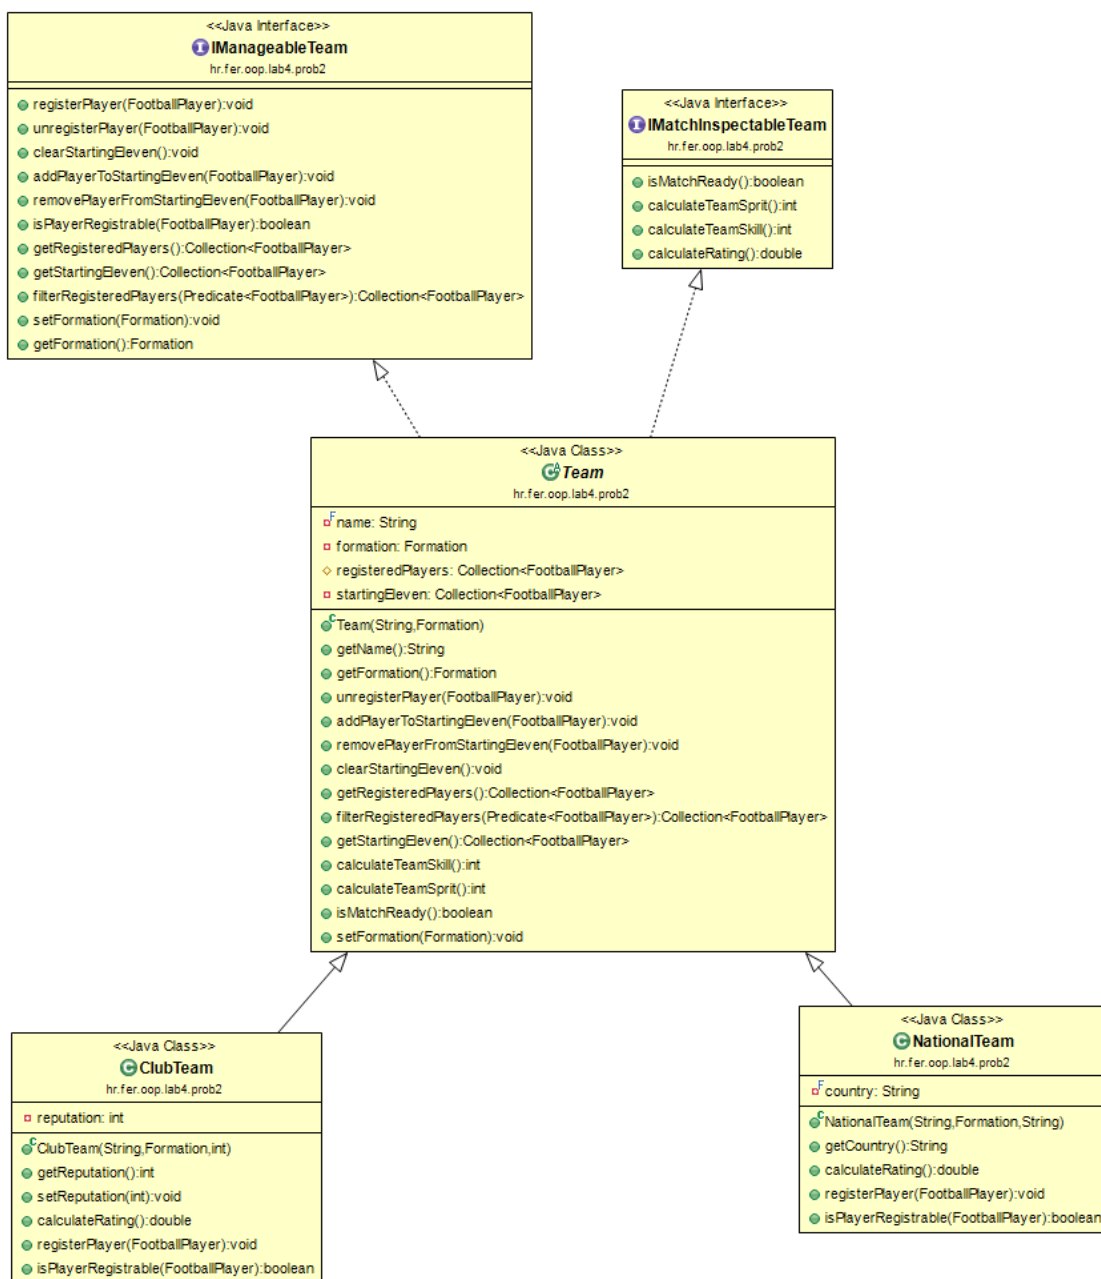 <<Java Interface>>
IManageableTeam
hr.fer.oop.lab4.prob2
registerPlayer(FootballPlayer):void
unregisterPlayer(FootballPlayer):void
clearStartingEleven():void
addPlayerToStartingEleven(FootballPlayer):void
removePlayerFromStartingEleven(FootballPlayer):void
isPlayerRegistrable(FootballPlayer):boolean
getRegisteredPlayers():Collection<FootballPlayer>
getStartingEleven():Collection<FootballPlayer>
filterRegisteredPlayers(Predicate<FootballPlayer>):Collection<FootballPlayer>
setFormation(Formation):void
getFormation():Formation
<<Java Interface>>
IMatchInspectableTeam
hr.fer.oop.lab4.prob2
isMatchReady():boolean
calculateTeamSprit():int
calculateTeamSkill():int
calculateRating():double
<<Java Class>>
Team
hr.fer.oop.lab4.prob2
name: String
formation: Formation
registeredPlayers: Collection<FootballPlayer>
startingEleven: Collection<FootballPlayer>
Team(String,Formation)
getName():String
getFormation():Formation
unregisterPlayer(FootballPlayer):void
addPlayerToStartingEleven(FootballPlayer):void
removePlayerFromStartingEleven(FootballPlayer):void
clearStartingEleven():void
getRegisteredPlayers():Collection<FootballPlayer>
filterRegisteredPlayers(Predicate<FootballPlayer>):Collection<FootballPlayer>
getStartingEleven():Collection<FootballPlayer>
calculateTeamSkill():int
calculateTeamSprit():int
isMatchReady():boolean
setFormation(Formation):void
<<Java Class>>
ClubTeam
hr.fer.oop.lab4.prob2
reputation: int
ClubTeam(String,Formation,int)
getReputation():int
setReputation(int):void
calculateRating():double
registerPlayer(FootballPlayer):void
isPlayerRegistrable(FootballPlayer):boolean
<<Java Class>>
NationalTeam
hr.fer.oop.lab4.prob2
country: String
NationalTeam(String,Formation,String)
getCountry():String
calculateRating():double
registerPlayer(FootballPlayer):void
isPlayerRegistrable(FootballPlayer):boolean